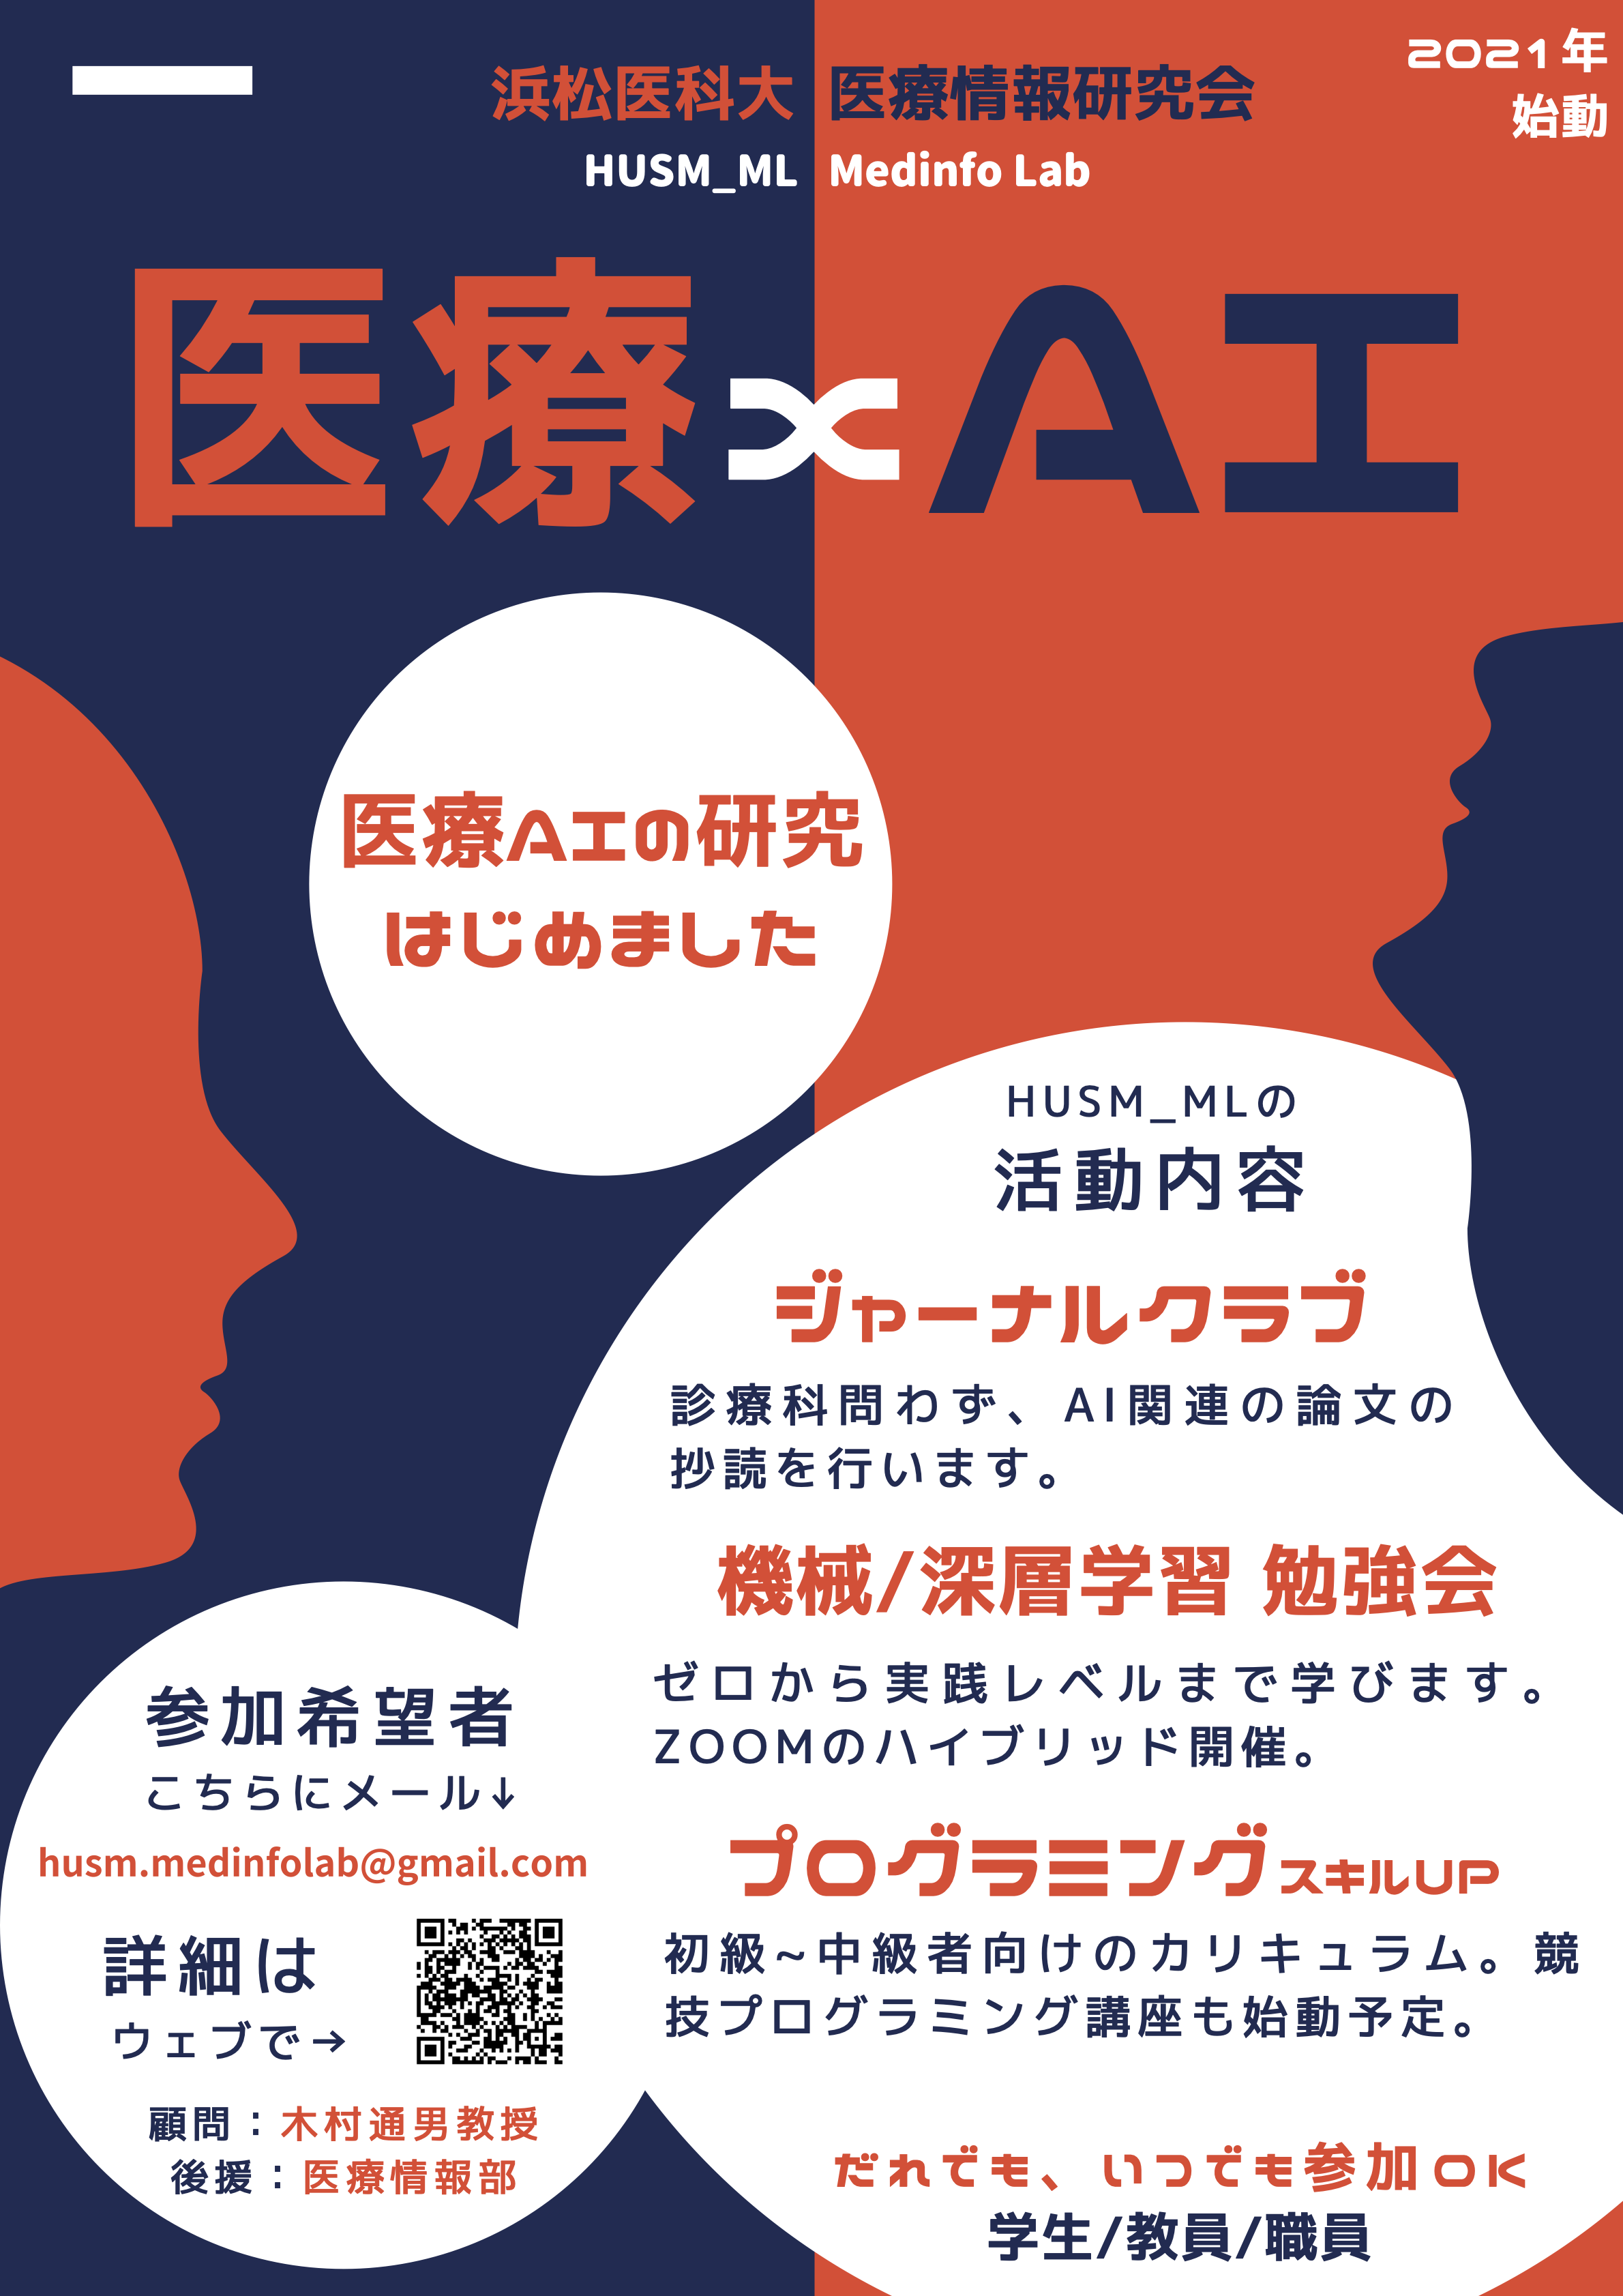 2021年
始動
浜松医科大 医療情報研究会
HUSM_ML Medinfo Lab
医療×AI
医療AIの研究
はじめました
HUSM_MLの
活動内容
ジャーナルクラブ
診療科問わず、AI関連の論文の
抄読を行います。
機械/深層学習 勉強会
ゼロから実践レベルまで学びます。
ZOOMのハイブリッド開催。
プログラミングスキルUP
初級~中級者向けのカリキュラム。競
技プログラミング講座も始動予定。
だれでも、いつでも参加OK
学生/教員/職員
参加希望者
こちらにメール↓
husm.medinfolab@gmail.com
詳細は
ウェブで→
顧問：木村通男教授
後援：医療情報部